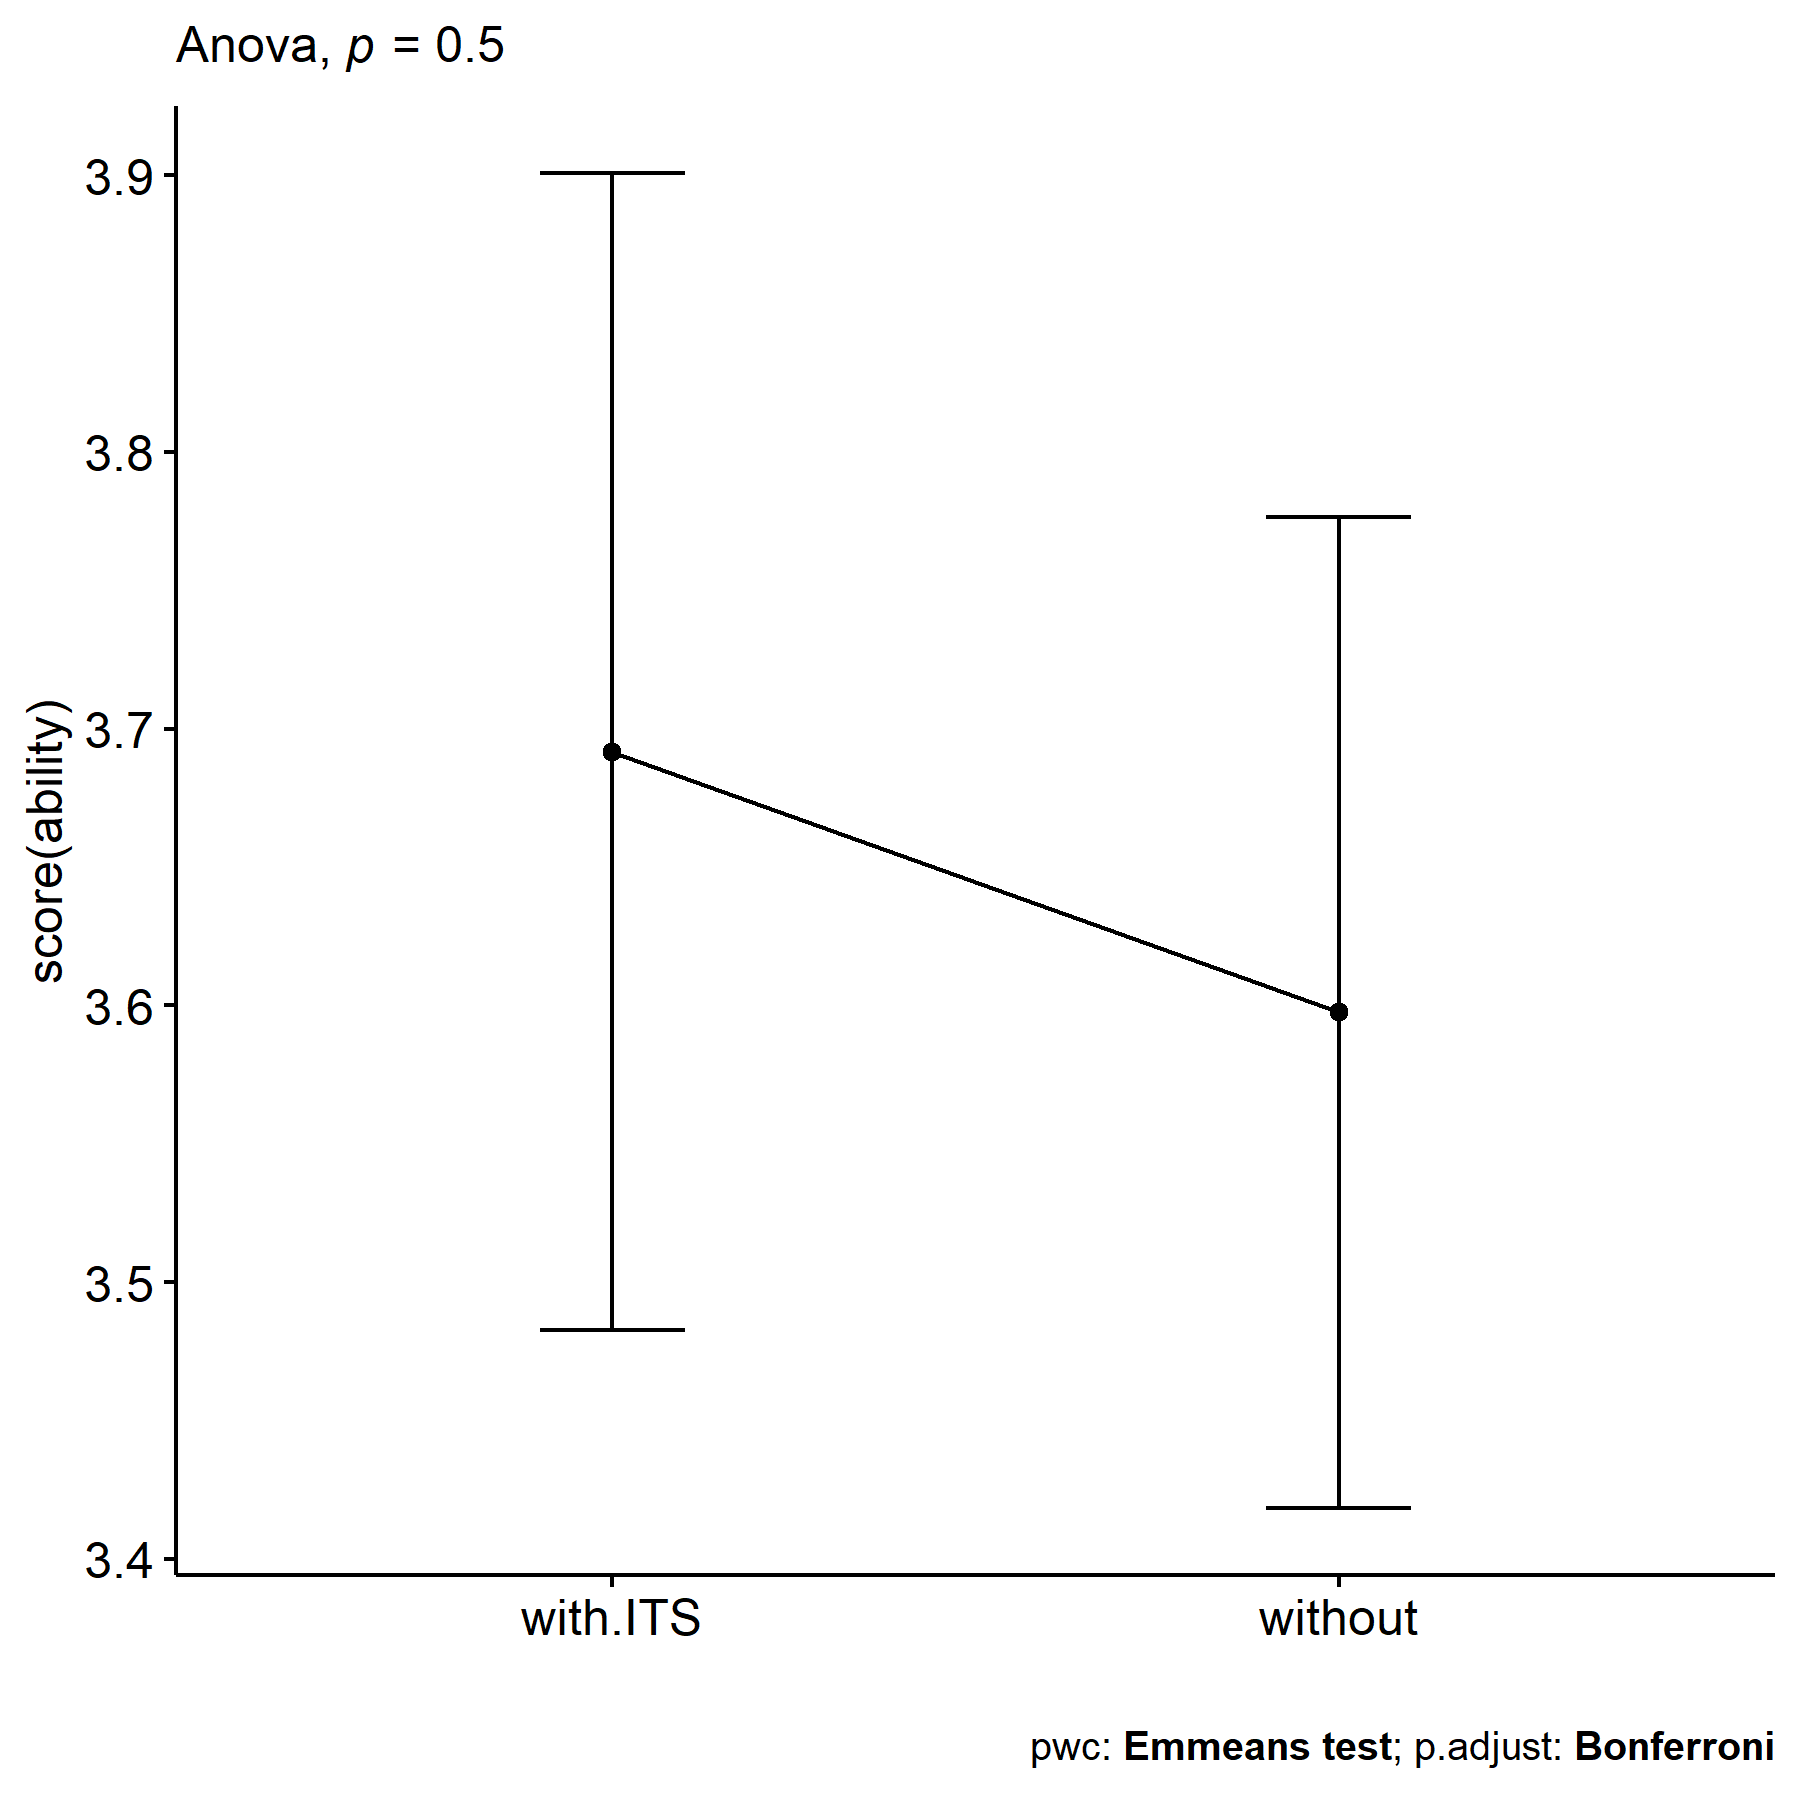 Anova, p = 0.5
3.9
3.8
3.7
3.6
3.5
3.4
score(ability)
with.ITS
without
pwc: Emmeans test; p.adjust: Bonferroni